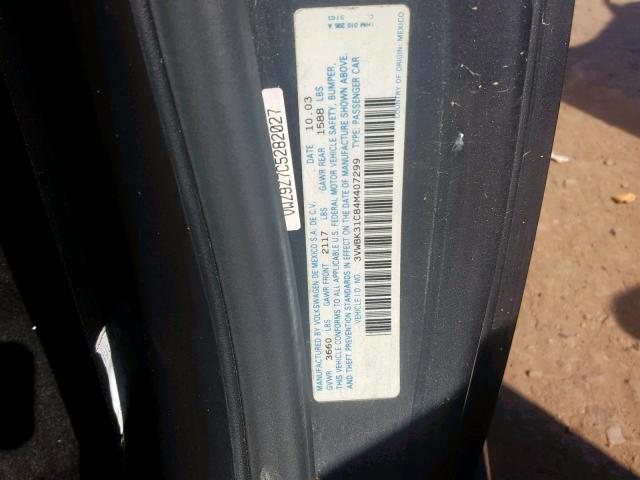 VWZ9Z7C5282027
MANUFACTURED BY VOLKSWAGEN DE MEXICO S.A. DE C.V. DATE 10.03
GVWR 3660 LBS GAWR FRONT 2117 LBS GAWR REAR 1588 LBS
THIS VEHICLE CONFORMS TO ALL APPLICABLE U.S. FEDERAL MOTOR VEHICLE SAFETY, BUMPER,
AND THEFT PREVENTION STANDARDS IN EFFECT ON THE DATE OF MANUFACTURE SHOWN ABOVE.
VEHICLE I.D. NO. 3VWBK31C84M407299 TYPE: PASSENGER CAR
COUNTRY OF ORIGIN: MEXICO